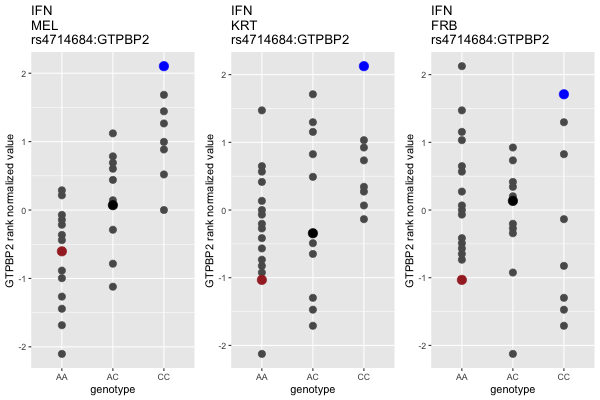 IFN
MEL
rs4714684:GTPBP2
GTPBP2 rank normalized value
2
1
0
-1
-2
AA AC CC
genotype
IFN
KRT
rs4714684:GTPBP2
GTPBP2 rank normalized value
2
1
0
-1
-2
AA AC CC
genotype
IFN
FRB
rs4714684:GTPBP2
GTPBP2 rank normalized value
2
1
0
-1
-2
AA AC CC
genotype